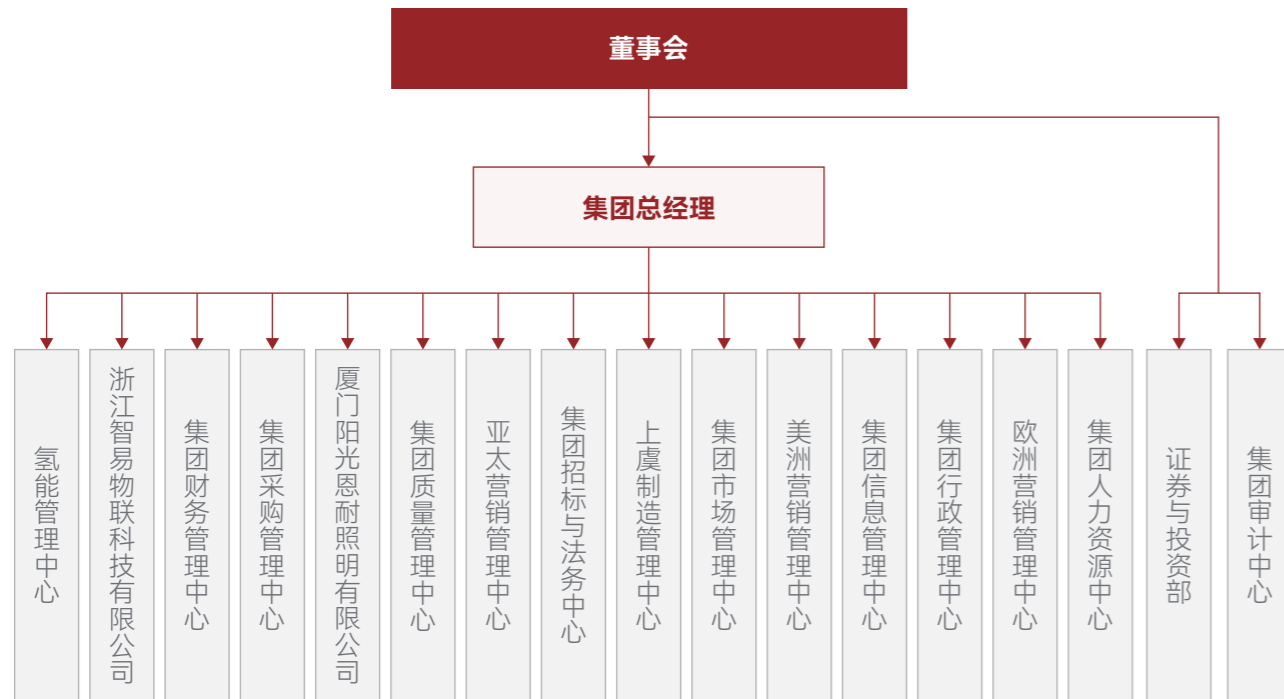 董事会
集团总经理
氢能管理中心
浙江智易物联科技有限公司
集团财务管理中心
集团采购管理中心
厦门阳光恩耐照明有限公司
集团质量管理中心
亚太营销管理中心
集团招标与法务中心
上虞制造管理中心
集团市场管理中心
美洲营销管理中心
集团信息管理中心
集团行政管理中心
欧洲营销管理中心
集团人力资源中心
证券与投资部
集团审计中心